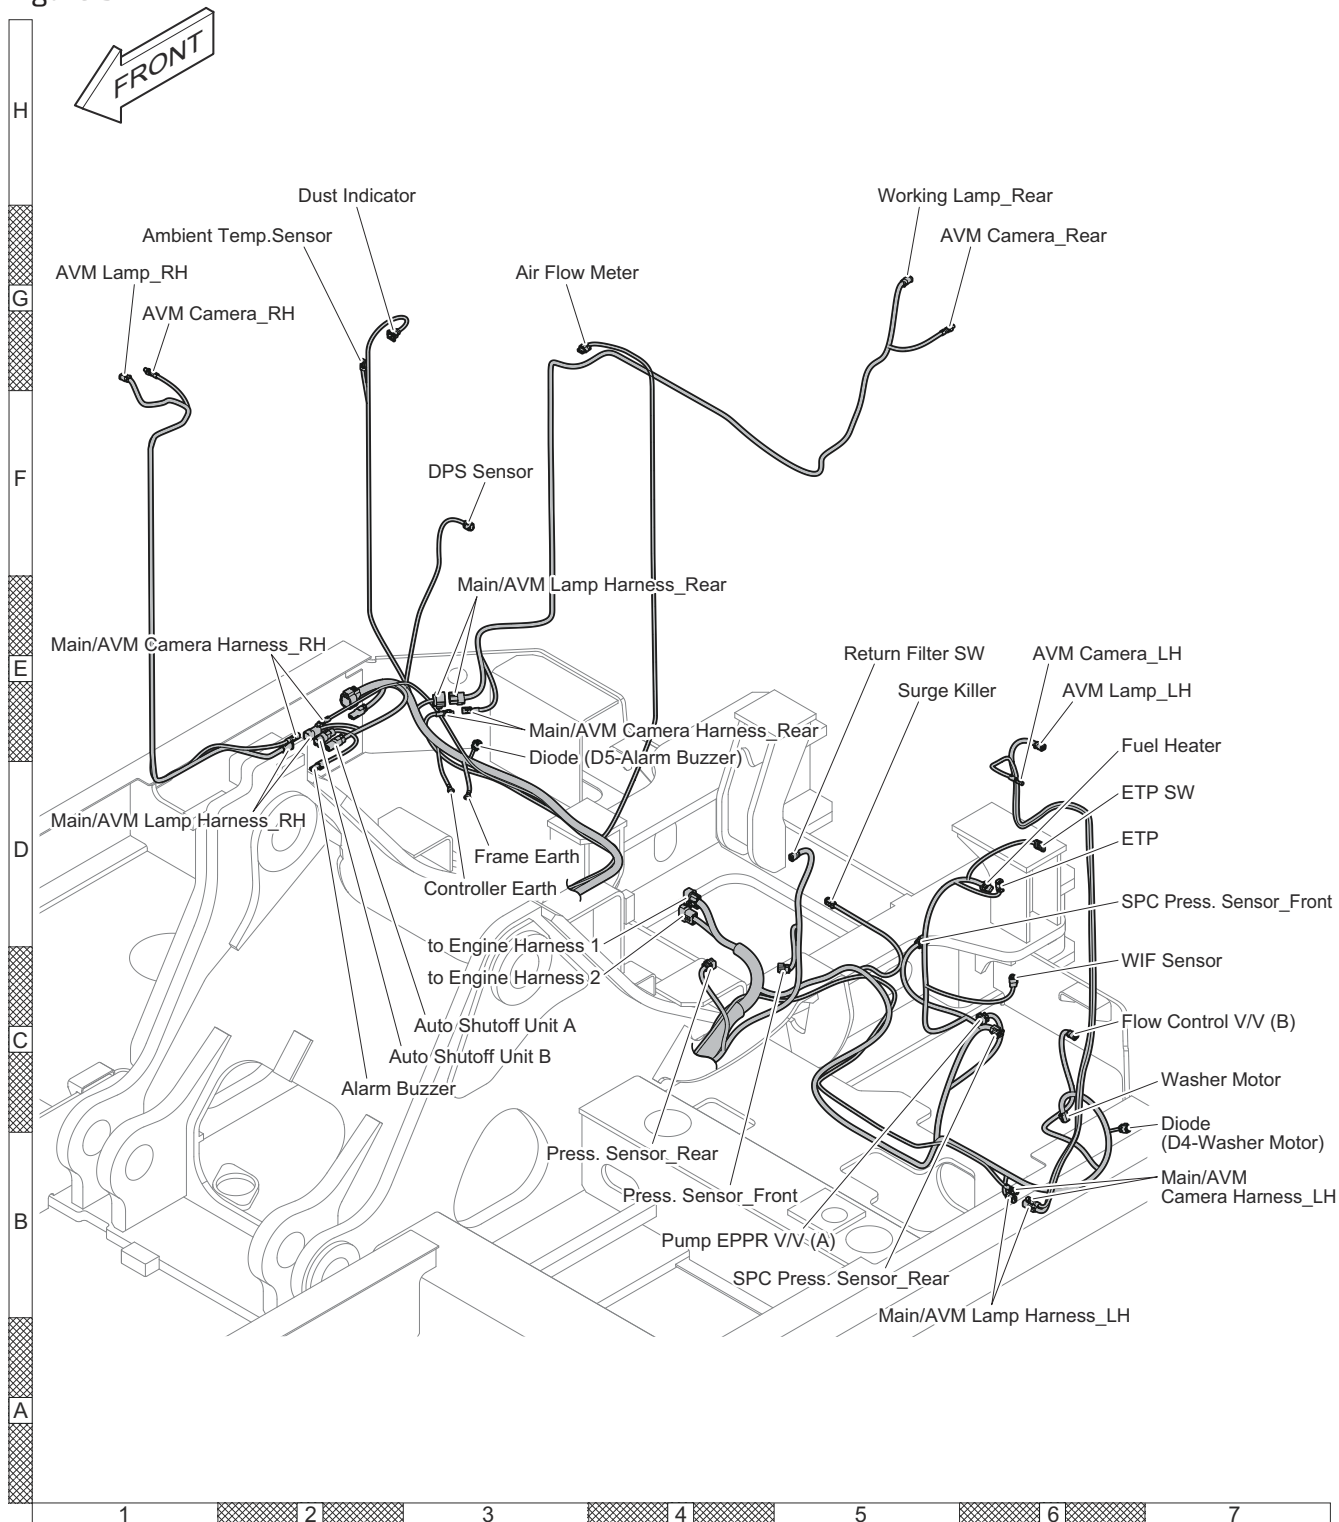 FRONT
H
Dust Indicator
Working Lamp_Rear
Ambient Temp.Sensor
AVM Camera_Rear
AVM Lamp_RH
Air Flow Meter
G
AVM Camera_RH
F
DPS Sensor
Main/AVM Lamp Harness_Rear
Main/AVM Camera Harness_RH
E
Return Filter SW
AVM Camera_LH
Surge Killer
AVM Lamp_LH
Main/AVM Camera Harness_Rear
Fuel Heater
Diode (D5-Alarm Buzzer)
ETP SW
Main/AVM Lamp Harness_RH
ETP
D
Frame Earth
Controller Earth
SPC Press. Sensor_Front
to Engine Harness 1
WIF Sensor
to Engine Harness 2
Auto Shutoff Unit A
Flow Control V/V (B)
C
Auto Shutoff Unit B
Alarm Buzzer
Washer Motor
Diode
(D4-Washer Motor)
Press. Sensor_Rear
Main/AVM
Camera Harness_LH
Press. Sensor_Front
B
Pump EPPR V/V (A)
SPC Press. Sensor_Rear
Main/AVM Lamp Harness_LH
A
1 2 3 4 5 6 7